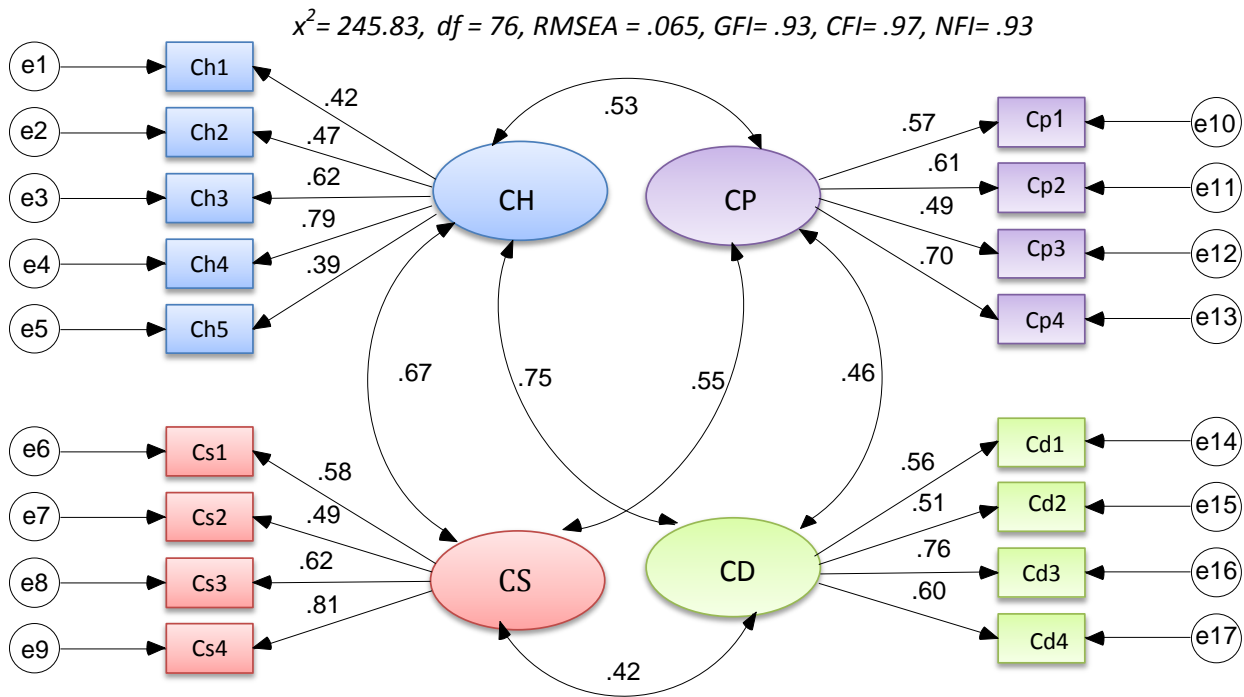 x²= 245.83, df = 76, RMSEA = .065, GFI= .93, CFI= .97, NFI= .93
e1
Ch1
.42
e2
Ch2
.47
e3
Ch3
.62
e4
Ch4
.79
e5
Ch5
.39
CH
.53
CP
.57
Cp1
e10
.61
Cp2
e11
.49
Cp3
e12
.70
Cp4
e13
.67
.75
.55
.46
e6
Cs1
.58
e7
Cs2
.49
e8
Cs3
.62
e9
Cs4
.81
CS
CD
.56
Cd1
e14
.51
Cd2
e15
.76
Cd3
e16
.60
Cd4
e17
.42